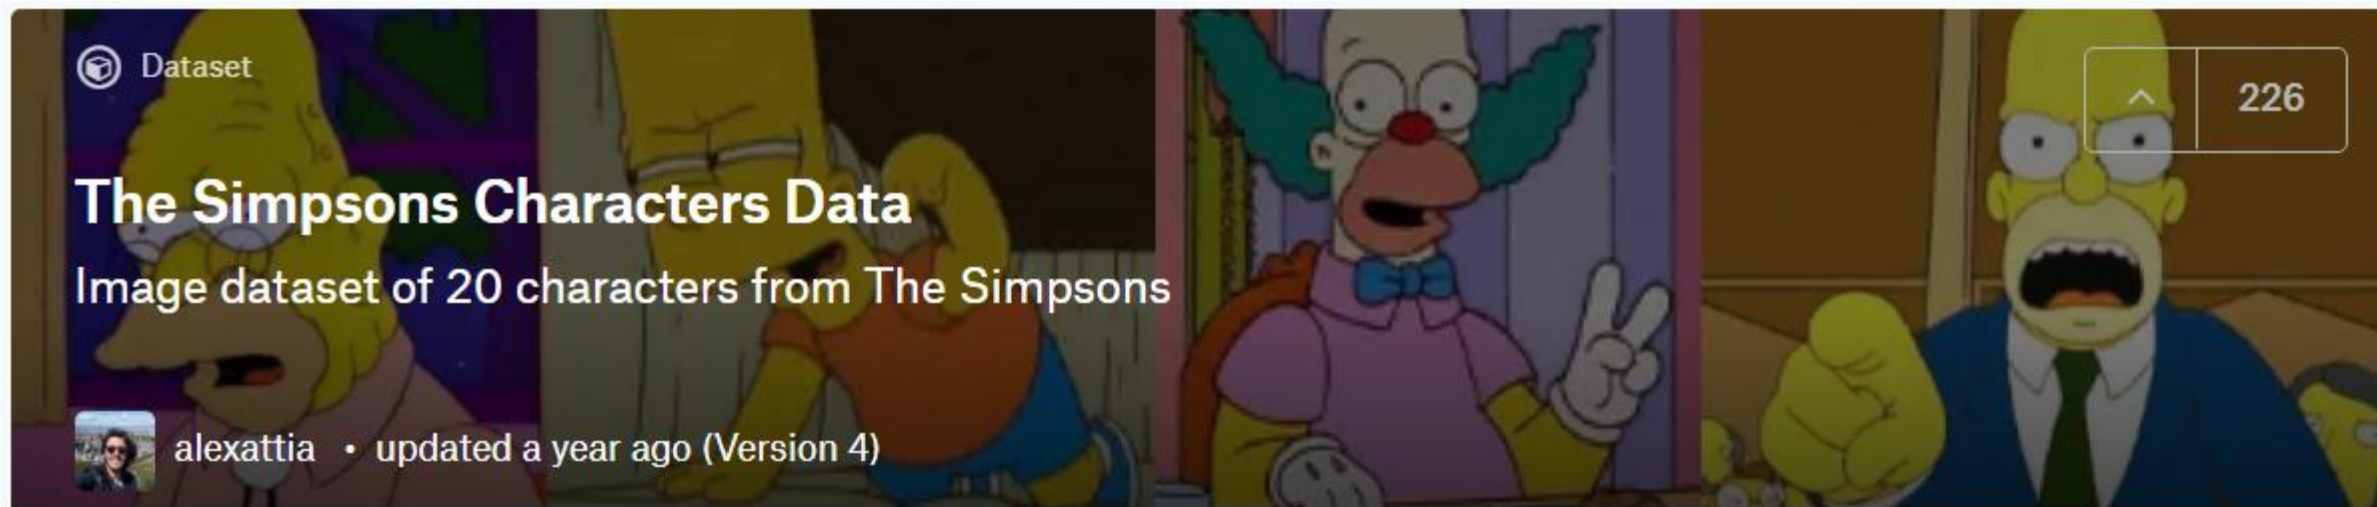 Dataset
226
The Simpsons Characters Data
Image dataset of 20 characters from The Simpsons
alexattia • updated a year ago (Version 4)